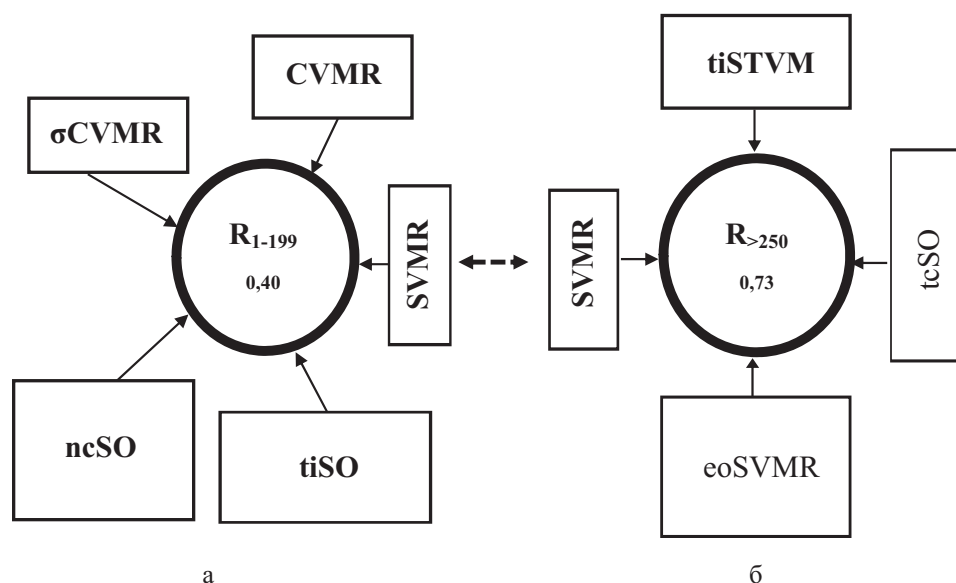 CVMR
σCVMR
R1-199
0,40
SVMR
ncSO
tiSO
а
tiSTVM
SVMR
R>250
0,73
tcSO
eoSVMR
б